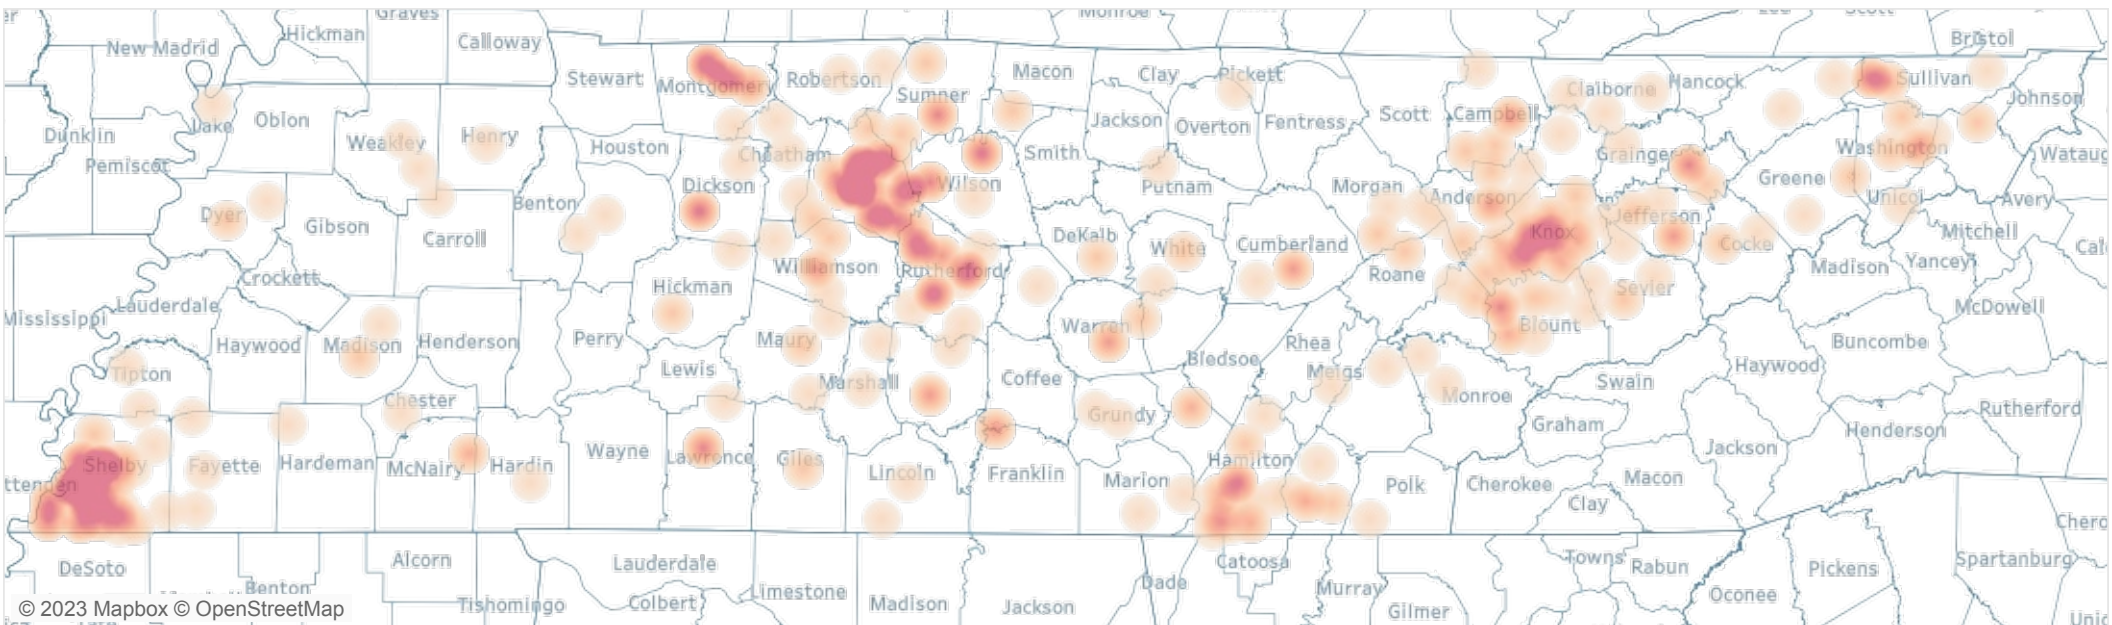 Graves
Monroe
Scott
Hickman
Calloway
Bristol
New Madrid
Stewart
Montgomery
Robertson
Macon
Clay
Pickett
Claiborne
Hancock
Sullivan
Sumner
Johnson
Lake
Obion
Weakley
Henry
Houston
Cheatham
Jackson
Overton
Fentress
Scott
Campbell
Dunklin
Pemiscot
Smith
Grainger
Washington
Dickson
Wilson
Putnam
Morgan
Anderson
Greene
Unicoi
Avery
Benton
Dyer
Gibson
Carroll
DeKalb
White
Cumberland
Knox
Jefferson
Cocke
Mitchell
Crockett
Williamson
Rutherford
Roane
Madison
Yancey
Hickman
Sevier
Mississippi
Lauderdale
McDowell
Haywood
Madison
Henderson
Perry
Maury
Warren
Blount
Buncombe
Tipton
Lewis
Marshall
Coffee
Bledsoe
Rhea
Meigs
Haywood
Swain
Monroe
Chester
Grundy
Graham
Rutherford
Henderson
Shelby
Fayette
Hardeman
McNairy
Hardin
Wayne
Lawrence
Giles
Lincoln
Franklin
Marion
Hamilton
Polk
Cherokee
Macon
Jackson
Clay
DeSoto
Alcorn
Lauderdale
Catoosa
Towns
Rabun
Pickens
Spartanburg
Benton
Tishomingo
Colbert
Limestone
Madison
Jackson
Dade
Murray
Gilmer
Oconee
© 2023 Mapbox © OpenStreetMap